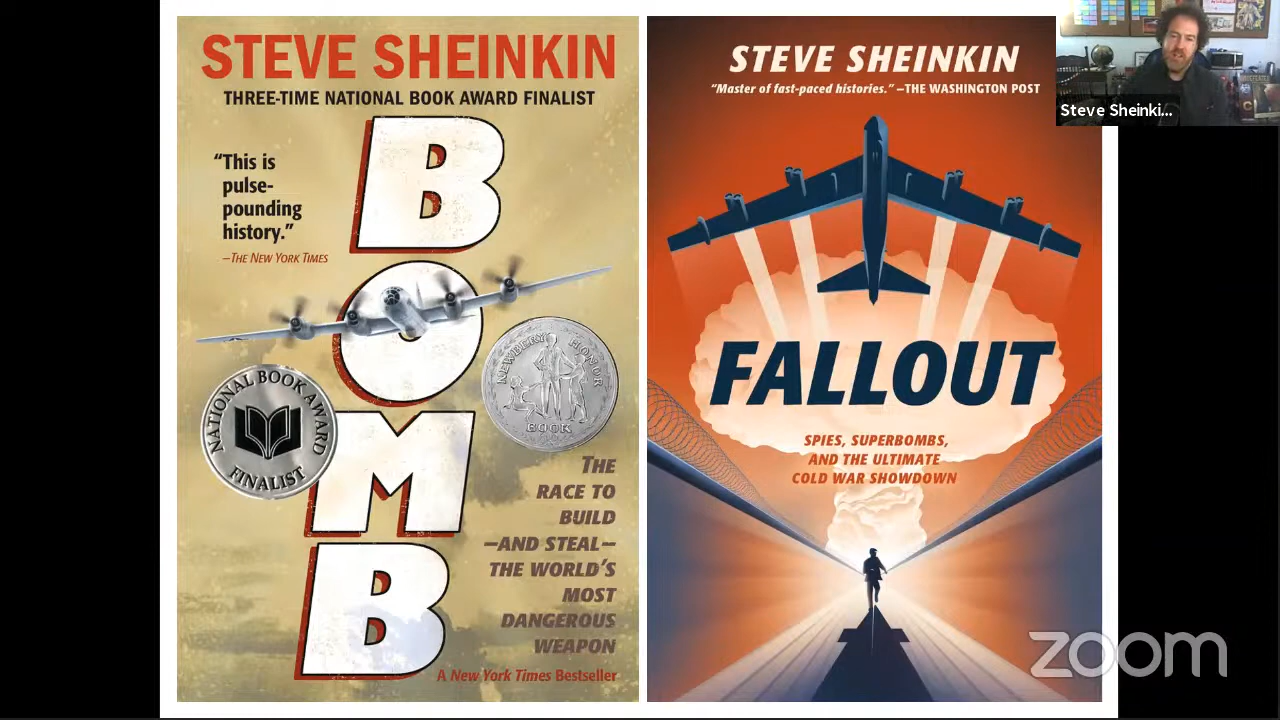 STEVE SHEINKIN
THREE-TIME NATIONAL BOOK AWARD FINALIST
BOMB
“This is
pulse-
pounding
history.”
–THE NEW YORK TIMES
NATIONAL BOOK AWARD
FINALIST
NEWBERY HONOR
BOOK
THE
RACE TO
BUILD
—AND STEAL—
THE WORLD’S
MOST
DANGEROUS
WEAPON
A New York Times Bestseller
STEVE SHEINKIN
“Master of fast-paced histories.” –THE WASHINGTON POST
FALLOUT
SPIES, SUPERBOMBS,
AND THE ULTIMATE
COLD WAR SHOWDOWN
Steve Sheinki...
zoom